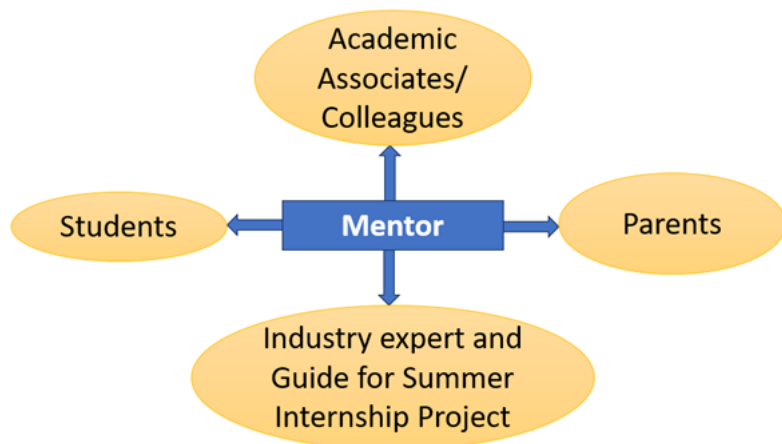 Academic
Associates/
Colleagues
Students
Mentor
Parents
Industry expert and
Guide for Summer
Internship Project